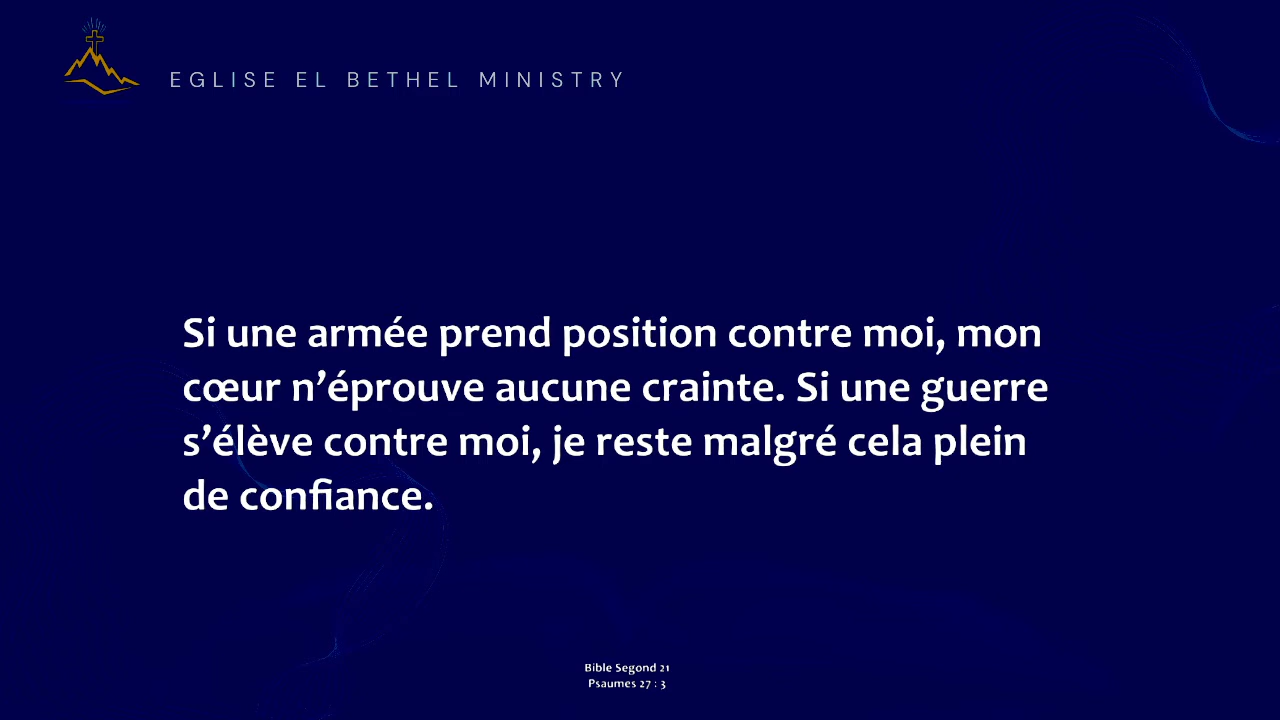 EGLISE EL BETHEL MINISTRY
Si une armée prend position contre moi, mon
cœur n’éprouve aucune crainte. Si une guerre
s’élève contre moi, je reste malgré cela plein
de confiance.
Bible Segond 21
Psaumes 27 : 3